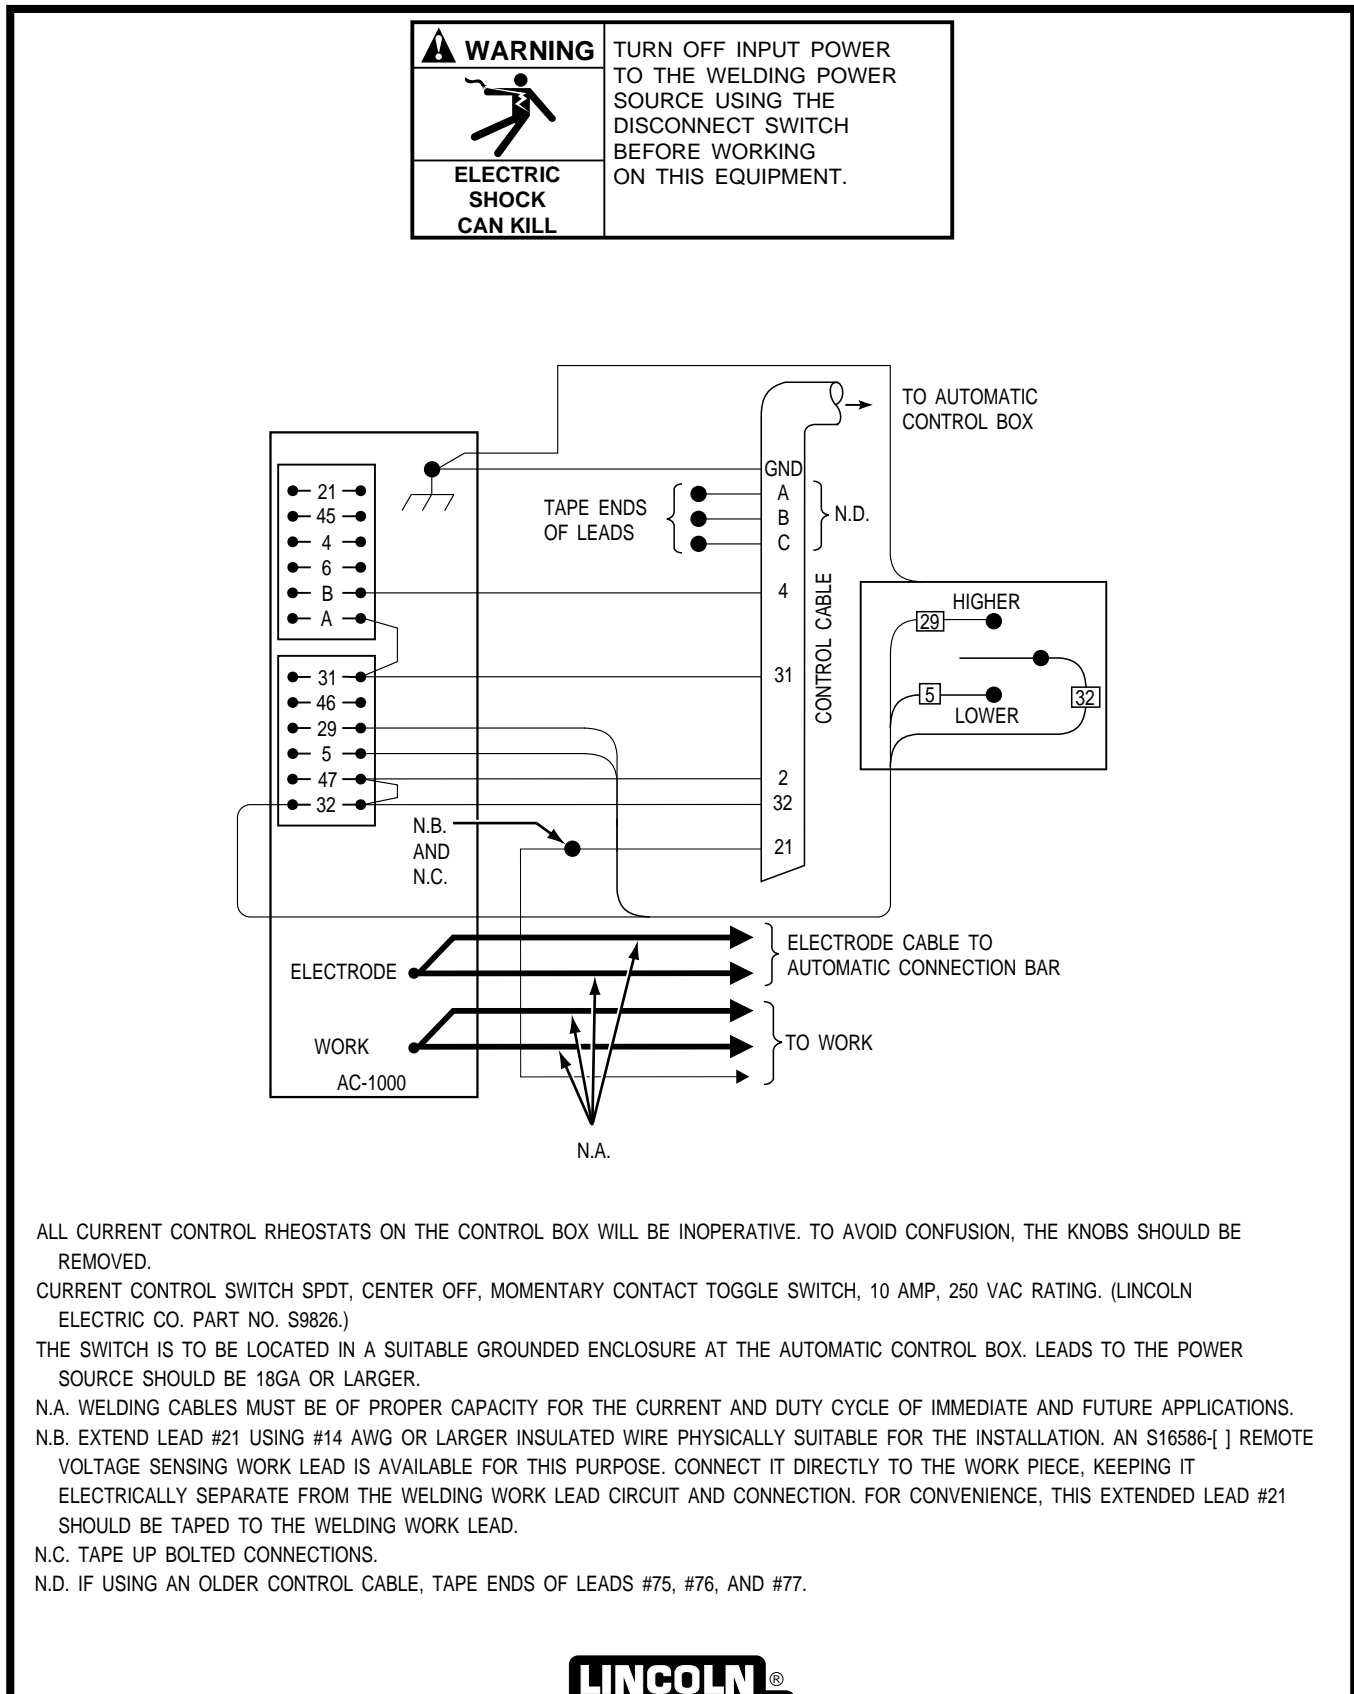 WARNING
ELECTRIC
SHOCK
CAN KILL
TURN OFF INPUT POWER
TO THE WELDING POWER
SOURCE USING THE
DISCONNECT SWITCH
BEFORE WORKING
ON THIS EQUIPMENT.
TO AUTOMATIC
CONTROL BOX
GND
A
B
C
N.D.
TAPE ENDS
OF LEADS
4
31
2
32
21
CONTROL CABLE
21
45
4
6
B
A
31
46
29
5
47
32
HIGHER
29
5
32
LOWER
N.B.
AND
N.C.
ELECTRODE
ELECTRODE CABLE TO
AUTOMATIC CONNECTION BAR
WORK
TO WORK
AC-1000
N.A.
ALL CURRENT CONTROL RHEOSTATS ON THE CONTROL BOX WILL BE INOPERATIVE. TO AVOID CONFUSION, THE KNOBS SHOULD BE
REMOVED.
CURRENT CONTROL SWITCH SPDT, CENTER OFF, MOMENTARY CONTACT TOGGLE SWITCH, 10 AMP, 250 VAC RATING. (LINCOLN
ELECTRIC CO. PART NO. S9826.)
THE SWITCH IS TO BE LOCATED IN A SUITABLE GROUNDED ENCLOSURE AT THE AUTOMATIC CONTROL BOX. LEADS TO THE POWER
SOURCE SHOULD BE 18GA OR LARGER.
N.A. WELDING CABLES MUST BE OF PROPER CAPACITY FOR THE CURRENT AND DUTY CYCLE OF IMMEDIATE AND FUTURE APPLICATIONS.
N.B. EXTEND LEAD #21 USING #14 AWG OR LARGER INSULATED WIRE PHYSICALLY SUITABLE FOR THE INSTALLATION. AN S16586-[ ] REMOTE
VOLTAGE SENSING WORK LEAD IS AVAILABLE FOR THIS PURPOSE. CONNECT IT DIRECTLY TO THE WORK PIECE, KEEPING IT
ELECTRICALLY SEPARATE FROM THE WELDING WORK LEAD CIRCUIT AND CONNECTION. FOR CONVENIENCE, THIS EXTENDED LEAD #21
SHOULD BE TAPED TO THE WELDING WORK LEAD.
N.C. TAPE UP BOLTED CONNECTIONS.
N.D. IF USING AN OLDER CONTROL CABLE, TAPE ENDS OF LEADS #75, #76, AND #77.
LINCOLN ®